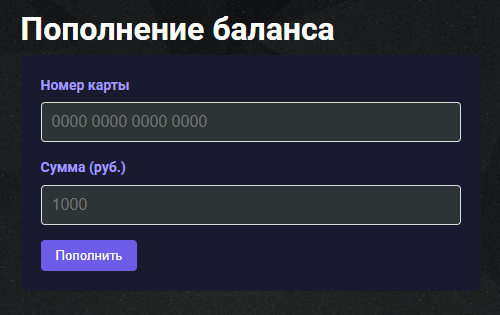 Пополнение баланса
Номер карты
0000 0000 0000 0000
Сумма (руб.)
1000
Пополнить